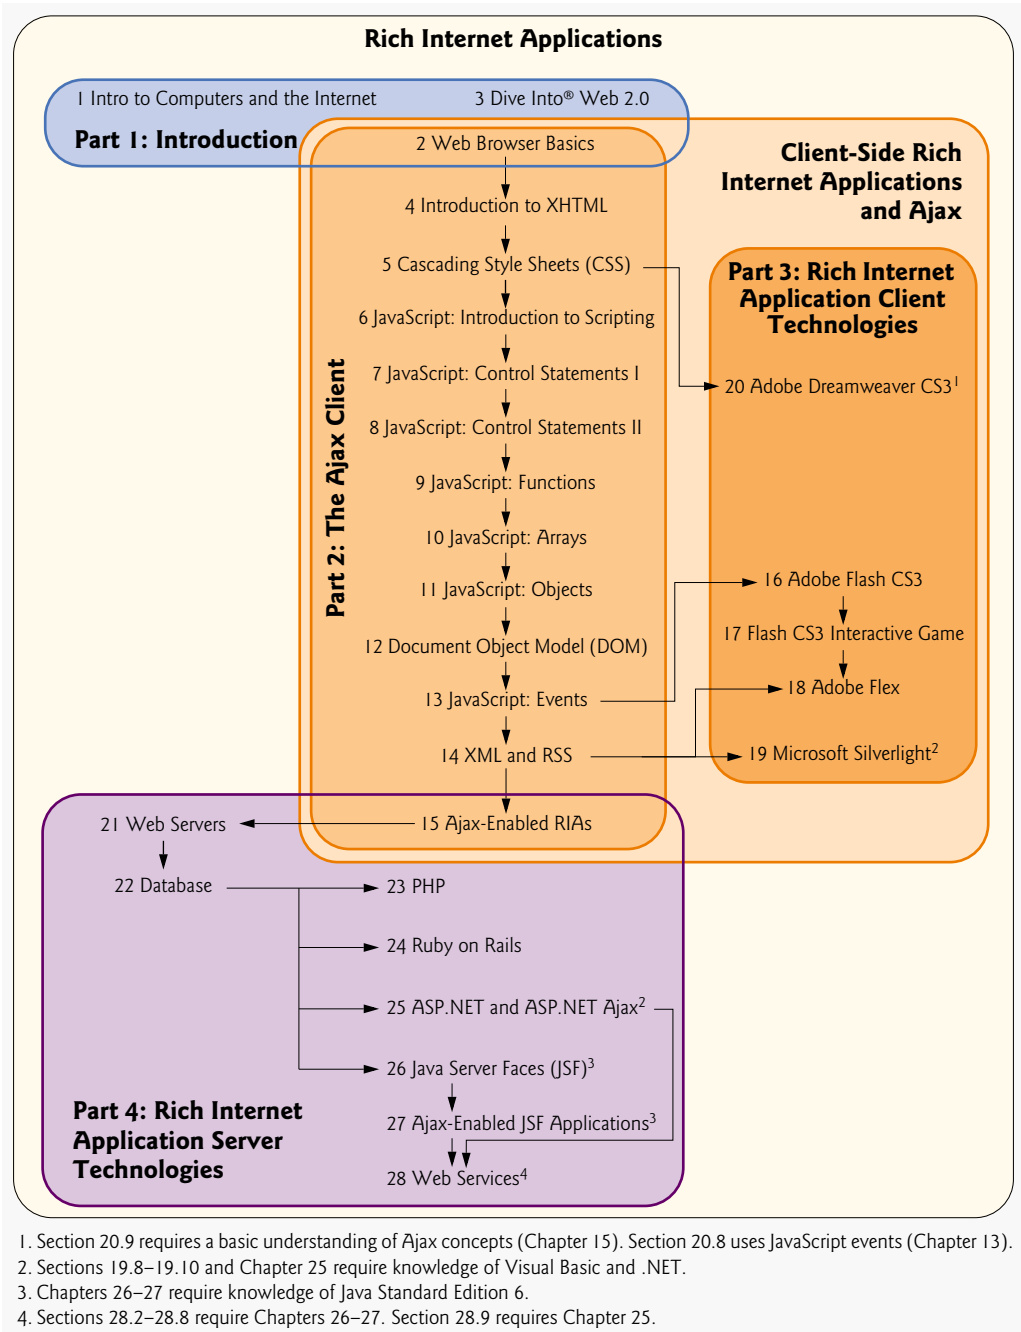 Rich Internet Applications
1 Intro to Computers and the Internet
3 Dive Into® Web 2.0
Part 1: Introduction
2 Web Browser Basics
Client-Side Rich
Internet Applications
and Ajax
4 Introduction to XHTML
5 Cascading Style Sheets (CSS)
6 JavaScript: Introduction to Scripting
7 JavaScript: Control Statements I
8 JavaScript: Control Statements II
9 JavaScript: Functions
10 JavaScript: Arrays
11 JavaScript: Objects
12 Document Object Model (DOM)
13 JavaScript: Events
14 XML and RSS
15 Ajax-Enabled RIAs
Part 2: The Ajax Client
Part 3: Rich Internet
Application Client
Technologies
20 Adobe Dreamweaver CS3¹
16 Adobe Flash CS3
17 Flash CS3 Interactive Game
18 Adobe Flex
19 Microsoft Silverlight²
21 Web Servers
22 Database
23 PHP
24 Ruby on Rails
25 ASP.NET and ASP.NET Ajax²
26 Java Server Faces (JSF)³
27 Ajax-Enabled JSF Applications³
28 Web Services⁴
Part 4: Rich Internet
Application Server
Technologies
1. Section 20.9 requires a basic understanding of Ajax concepts (Chapter 15). Section 20.8 uses JavaScript events (Chapter 13).
2. Sections 19.8–19.10 and Chapter 25 require knowledge of Visual Basic and .NET.
3. Chapters 26–27 require knowledge of Java Standard Edition 6.
4. Sections 28.2–28.8 require Chapters 26–27. Section 28.9 requires Chapter 25.